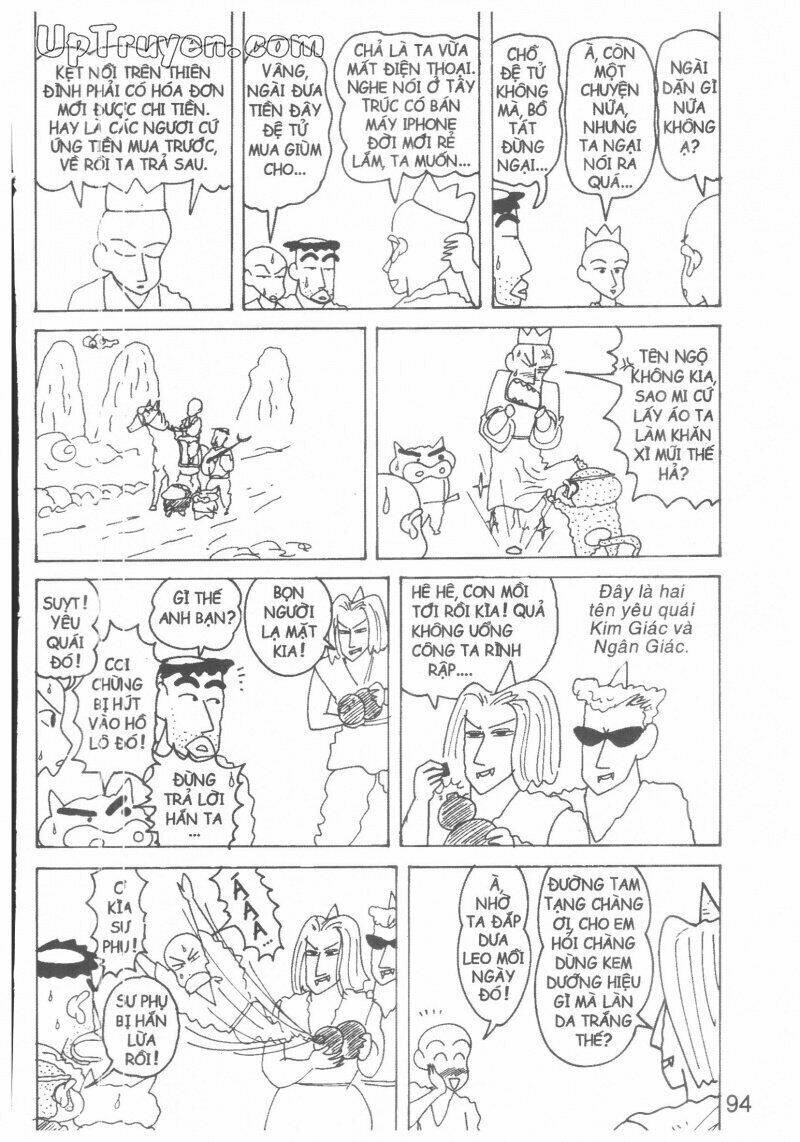 UpTruyen.com
NGÀI
DẶN GÌ
NỮA
KHÔNG
Ạ?
À, CÒN
MỘT
CHUYỆN
NỮA,
NHƯNG
TA NGẠI
NÓI RA
QUÁ...
CHỖ
ĐỆ TỬ
KHÔNG
MÀ, BỒ
TÁT
ĐỪNG
NGẠI...
CHẢ LÀ TA VỪA
MẤT ĐIỆN THOẠI.
NGHE NÓI Ở TÂY
TRÚC CÓ BÁN
MÁY IPHONE
ĐỜI MỚI RẺ
LẮM, TA MUỐN...
VÂNG,
NGÀI ĐƯA
TIỀN ĐÂY
ĐỆ TỬ
MUA GIÙM
CHO...
KẾT NỐI TRÊN THIÊN
ĐÌNH PHẢI CÓ HÓA ĐƠN
MỚI ĐƯỢC CHI TIỀN.
HAY LÀ CÁC NGƯƠI CỨ
ỨNG TIỀN MUA TRƯỚC,
VỀ RỒI TA TRẢ SAU.
TÊN NGỘ
KHÔNG KIA,
SAO MI CỨ
LẤY ÁO TA
LÀM KHĂN
XÌ MŨI THẾ
HẢ?
Đây là hai
tên yêu quái
Kim Giác và
Ngân Giác.
HÊ HÊ, CON MỒI
TỚI RỒI KÌA! QUẢ
KHÔNG UỔNG
CÔNG TA RÌNH
RẬP....
BỌN
NGƯỜI
LẠ MẶT
KIA!
GÌ THẾ
ANH BẠN?
SUỴT!
YÊU
QUÁI
ĐÓ!
CCI
CHỪNG
BỊ HÚT
VÀO HỒ
LÔ ĐÓ!
ĐỪNG
TRẢ LỜI
HẮN TA
...
ĐƯỜNG TAM
TẠNG CHÀNG
ƠI, CHO EM
HỎI CHÀNG
DÙNG KEM
DƯỠNG HIỆU
GÌ MÀ LÀN
DA TRẮNG
THẾ?
À,
NHỜ
TA ĐẮP
DƯA
LEO MỖI
NGÀY
ĐÓ!
Á
A
A...
KÌA
SƯ
PHỤ!
SƯ PHỤ
BỊ HẮN
LỪA
RỒI!
94